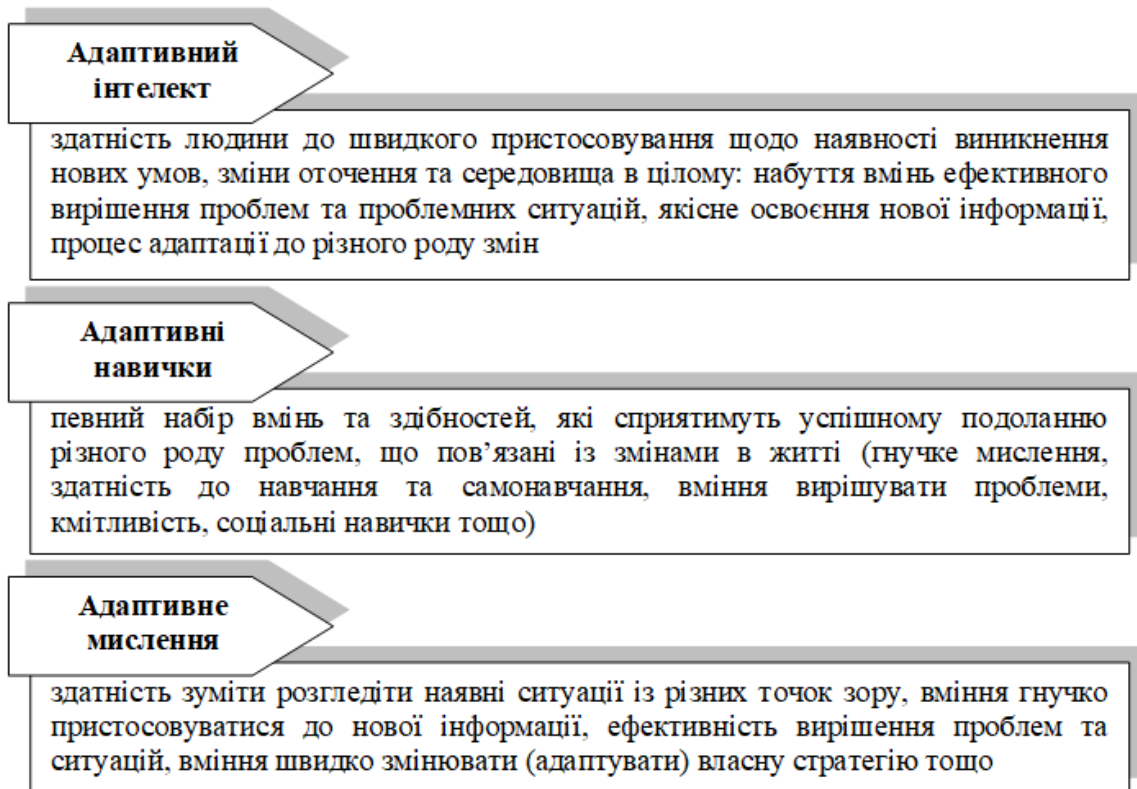 Адаптивний
інтелект
здатність людини до швидкого пристосовування щодо наявності виникнення
нових умов, зміни оточення та середовища в цілому: набуття вмінь ефективного
вирішення проблем та проблемних ситуацій, якісне освоєння нової інформації,
процес адаптації до різного роду змін
Адаптивні
навички
певний набір вмінь та здібностей, які сприятимуть успішному подоланню
різного роду проблем, що пов’язані із змінами в житті (гнучке мислення,
здатність до навчання та самонавчання, вміння вирішувати проблеми,
кмітливість, соціальні навички тощо)
Адаптивне
мислення
здатність зуміти розгледіти наявні ситуації із різних точок зору, вміння гнучко
пристосовуватися до нової інформації, ефективність вирішення проблем та
ситуацій, вміння швидко змінювати (адаптувати) власну стратегію тощо